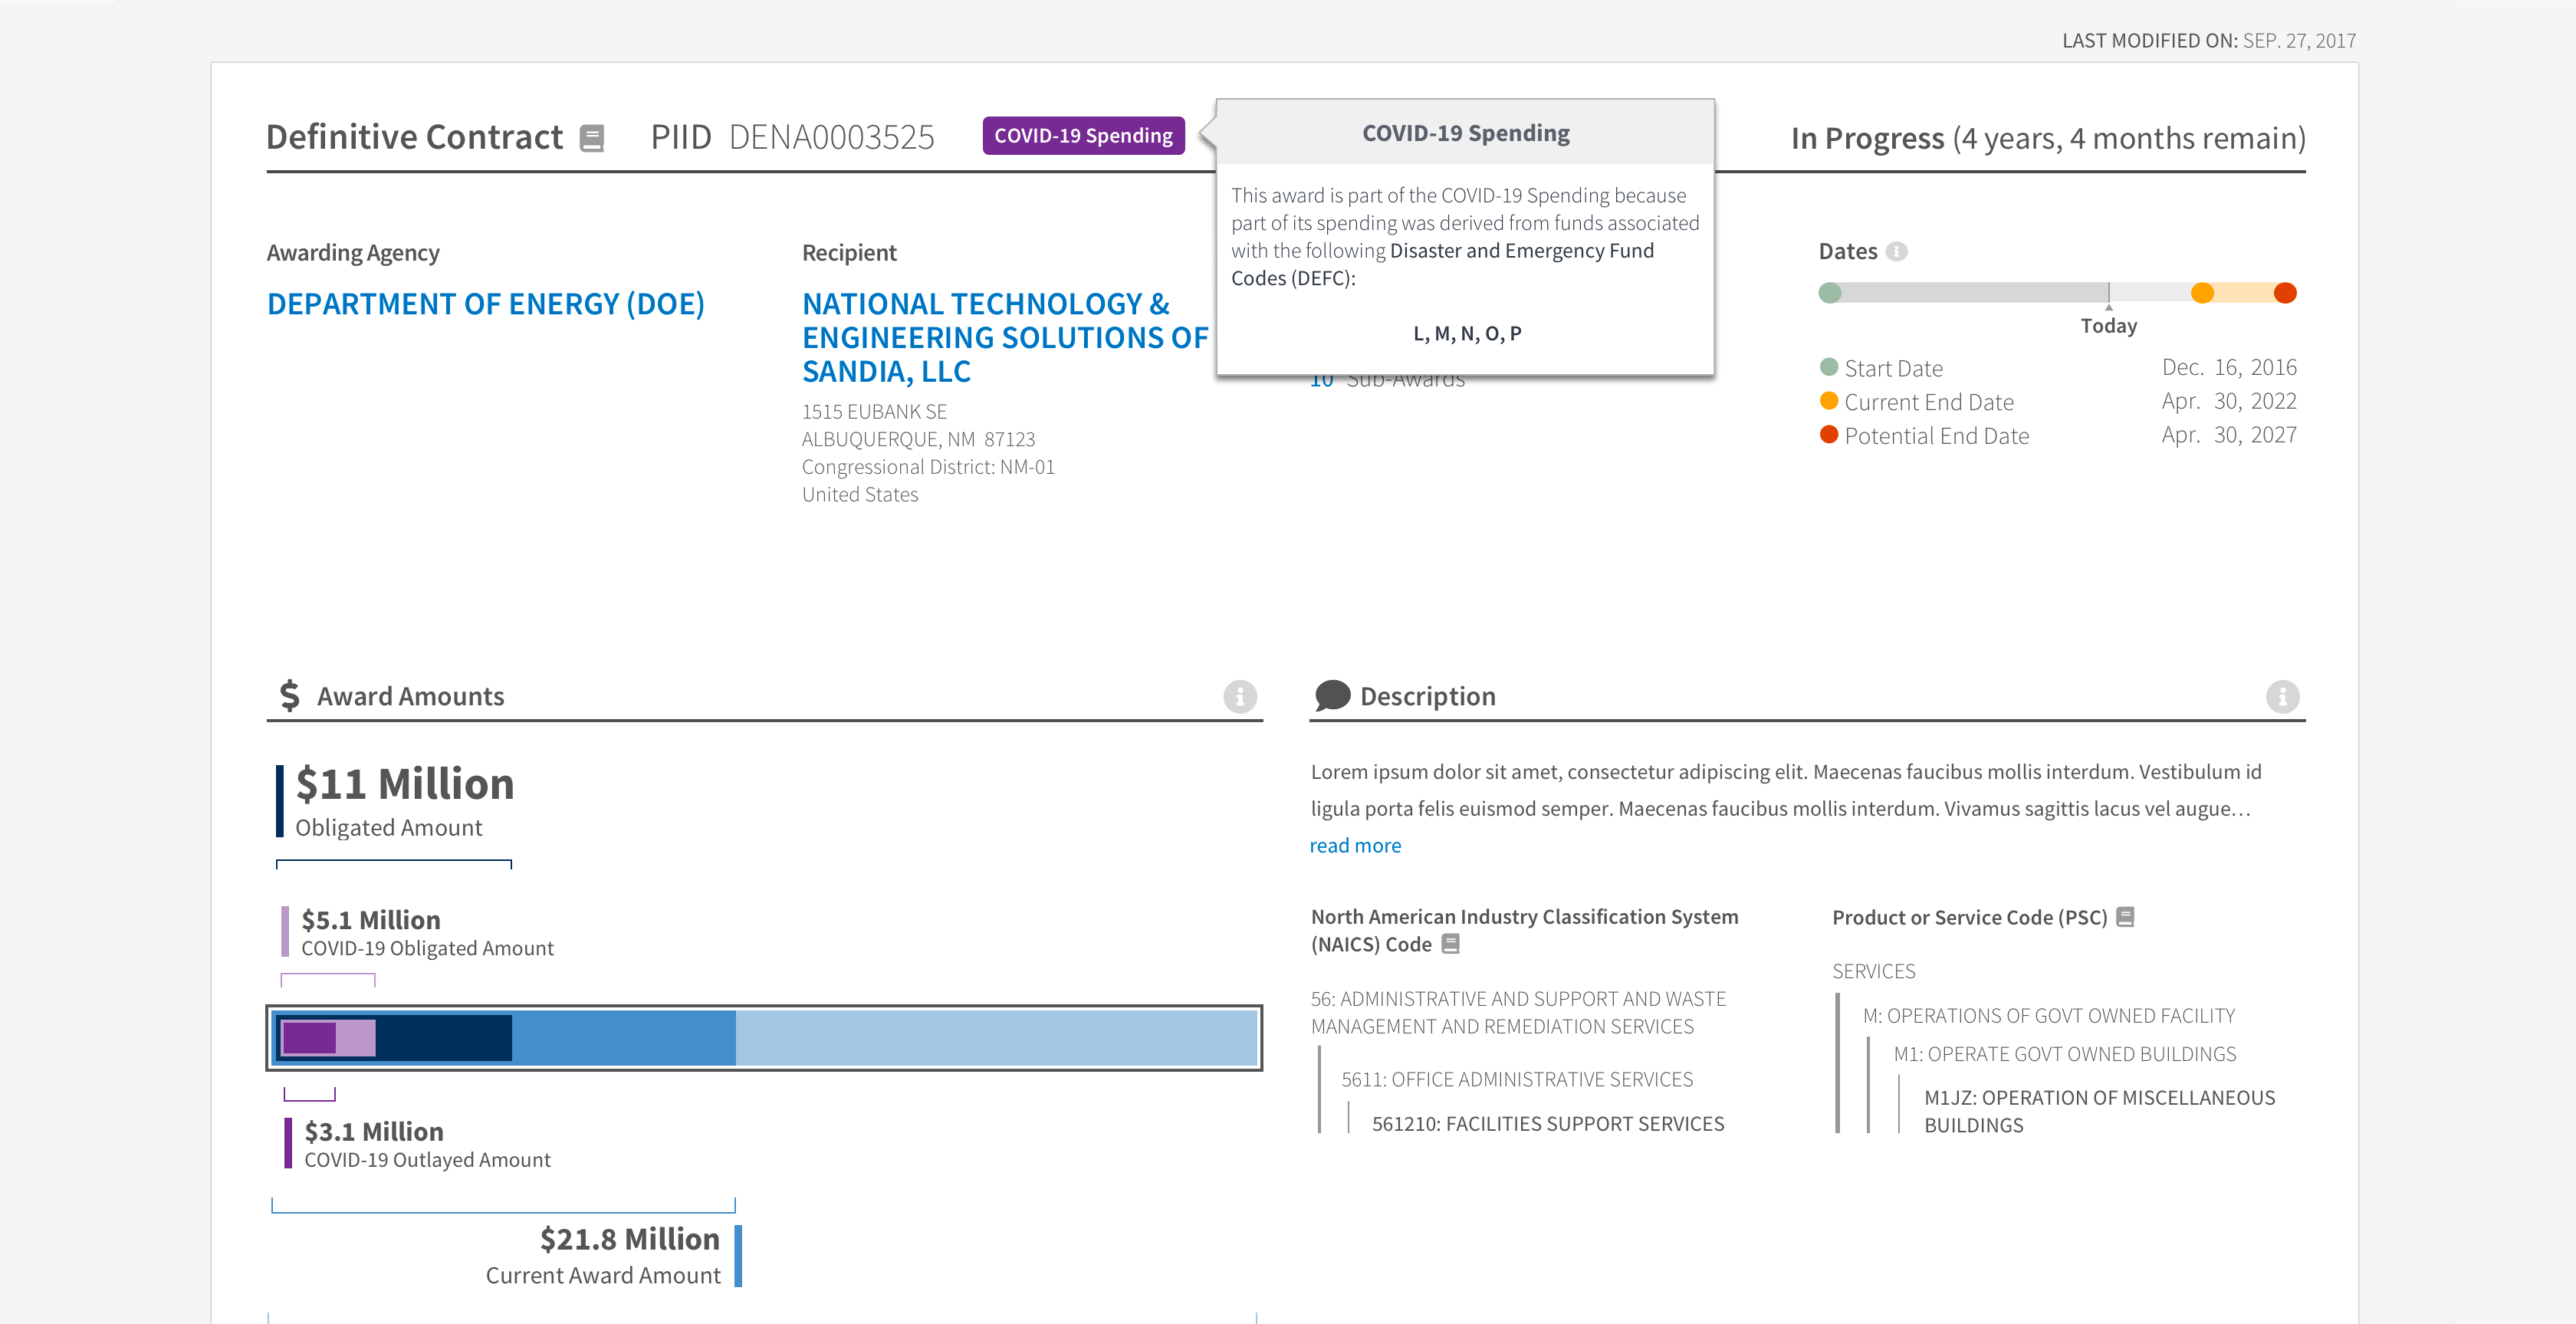 LAST MODIFIED ON: SEP. 27, 2017
Definitive Contract PIID DENA0003525 COVID-19 Spending
In Progress (4 years, 4 months remain)
COVID-19 Spending
This award is part of the COVID-19 Spending because
part of its spending was derived from funds associated
with the following Disaster and Emergency Fund
Codes (DEFC):
L, M, N, O, P
Awarding Agency
DEPARTMENT OF ENERGY (DOE)
Recipient
NATIONAL TECHNOLOGY &
ENGINEERING SOLUTIONS OF
SANDIA, LLC
1515 EUBANK SE
ALBUQUERQUE, NM 87123
Congressional District: NM-01
United States
10 Sub-Awards
Dates
Today
Start Date Dec. 16, 2016
Current End Date Apr. 30, 2022
Potential End Date Apr. 30, 2027
$ Award Amounts
$11 Million
Obligated Amount
$5.1 Million
COVID-19 Obligated Amount
$3.1 Million
COVID-19 Outlayed Amount
$21.8 Million
Current Award Amount
Description
Lorem ipsum dolor sit amet, consectetur adipiscing elit. Maecenas faucibus mollis interdum. Vestibulum id
ligula porta felis euismod semper. Maecenas faucibus mollis interdum. Vivamus sagittis lacus vel augue…
read more
North American Industry Classification System
(NAICS) Code
56: ADMINISTRATIVE AND SUPPORT AND WASTE
MANAGEMENT AND REMEDIATION SERVICES
5611: OFFICE ADMINISTRATIVE SERVICES
561210: FACILITIES SUPPORT SERVICES
Product or Service Code (PSC)
SERVICES
M: OPERATIONS OF GOVT OWNED FACILITY
M1: OPERATE GOVT OWNED BUILDINGS
M1JZ: OPERATION OF MISCELLANEOUS
BUILDINGS